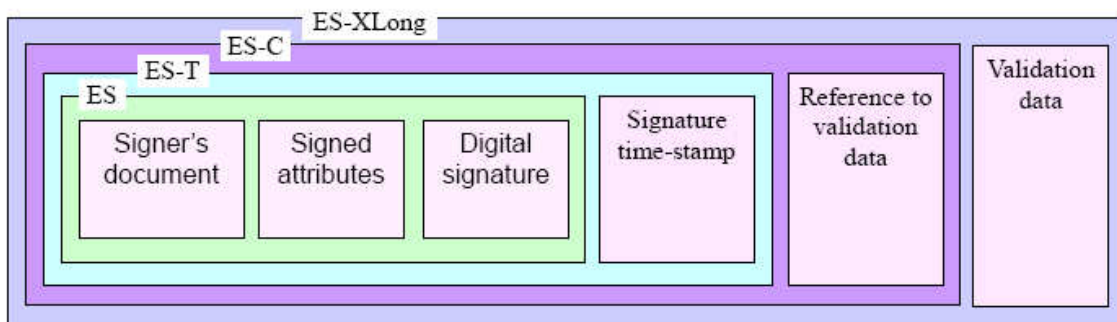 ES-XLong
ES-C
ES-T
ES
Signer's
document
Signed
attributes
Digital
signature
Signature
time-stamp
Reference to
validation
data
Validation
data